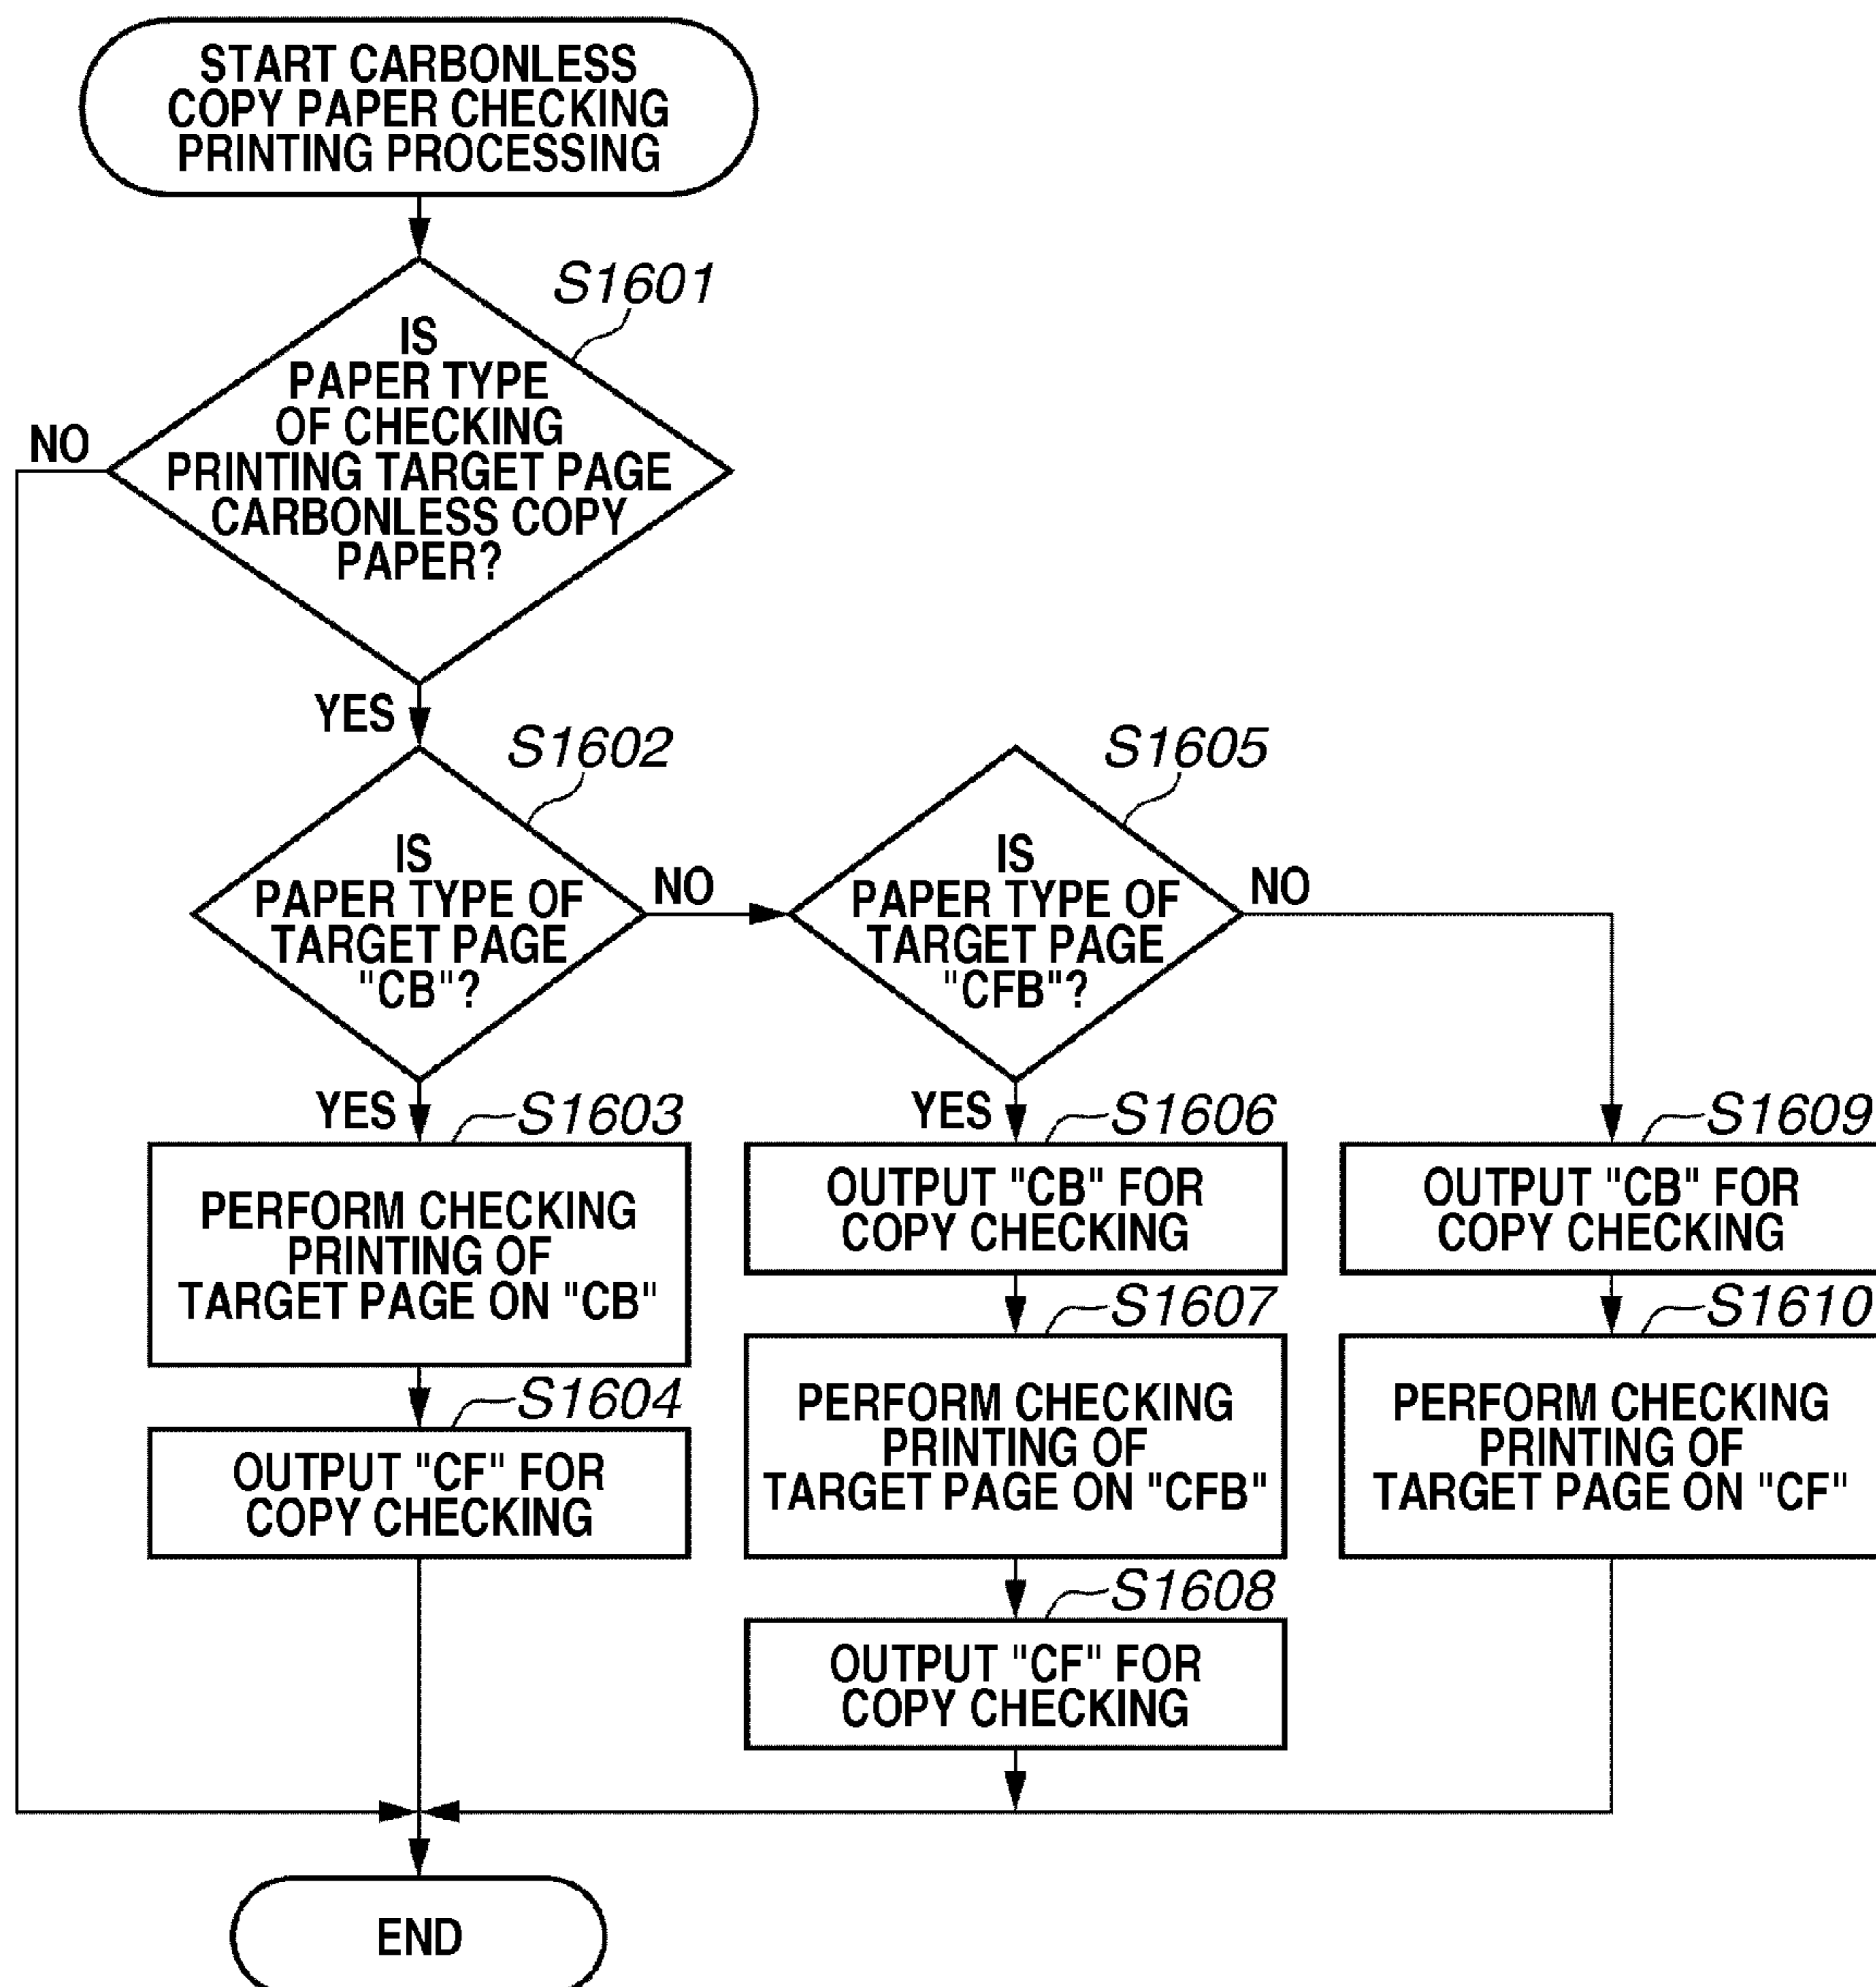 START CARBONLESS
COPY PAPER CHECKING
PRINTING PROCESSING
S1601
IS
PAPER TYPE
OF CHECKING
PRINTING TARGET PAGE
CARBONLESS COPY
PAPER?
NO
YES
S1602
IS
PAPER TYPE OF
TARGET PAGE
"CB"?
NO
S1605
IS
PAPER TYPE OF
TARGET PAGE
"CFB"?
NO
YES
S1603
PERFORM CHECKING
PRINTING OF
TARGET PAGE ON "CB"
S1604
OUTPUT "CF" FOR
COPY CHECKING
YES
S1606
OUTPUT "CB" FOR
COPY CHECKING
S1607
PERFORM CHECKING
PRINTING OF
TARGET PAGE ON "CFB"
S1608
OUTPUT "CF" FOR
COPY CHECKING
S1609
OUTPUT "CB" FOR
COPY CHECKING
S1610
PERFORM CHECKING
PRINTING OF
TARGET PAGE ON "CF"
END